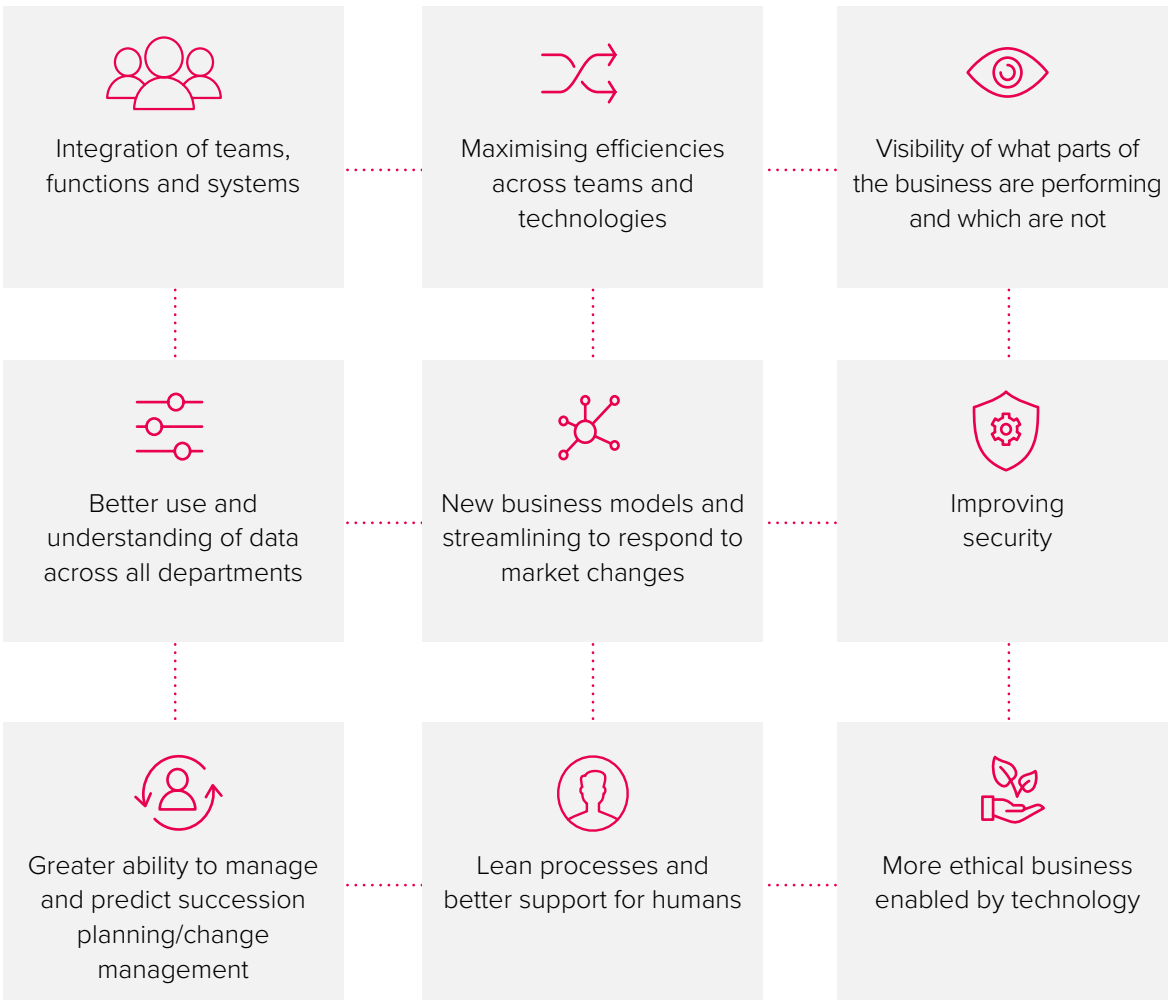 Integration of teams,
functions and systems
Maximising efficiencies
across teams and
technologies
Visibility of what parts of
the business are performing
and which are not
Better use and
understanding of data
across all departments
New business models and
streamlining to respond to
market changes
Improving
security
Greater ability to manage
and predict succession
planning/change
management
Lean processes and
better support for humans
More ethical business
enabled by technology